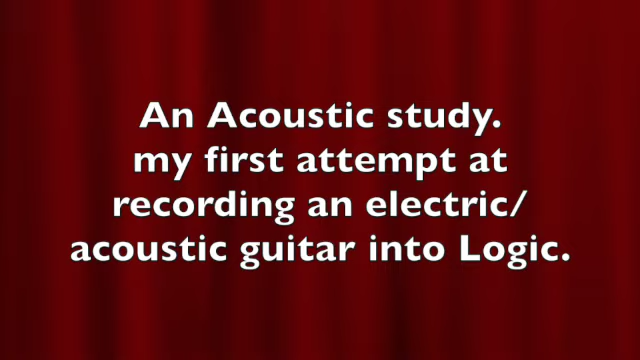 An Acoustic study.
my first attempt at
recording an electric/
acoustic guitar into Logic.